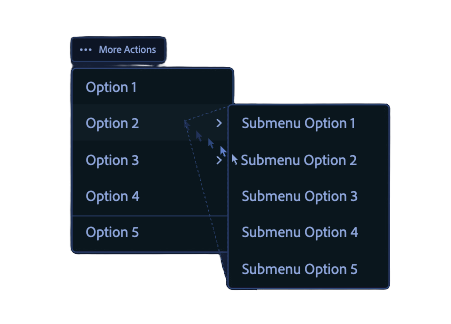 ••• More Actions
Option 1
Option 2
Option 3
Option 4
Option 5
Submenu Option 1
Submenu Option 2
Submenu Option 3
Submenu Option 4
Submenu Option 5